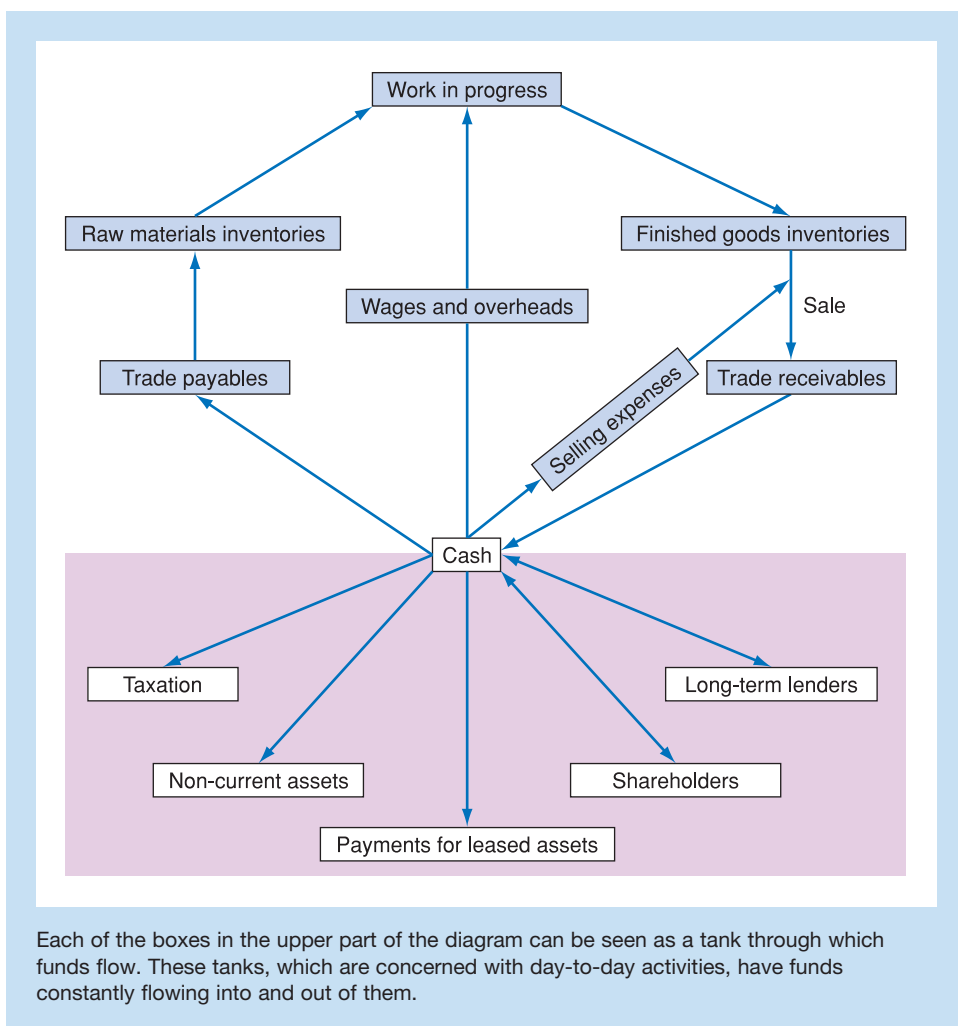 Work in progress
Raw materials inventories
Finished goods inventories
Wages and overheads
Sale
Trade payables
Selling expenses
Trade receivables
Cash
Taxation
Long-term lenders
Non-current assets
Shareholders
Payments for leased assets
Each of the boxes in the upper part of the diagram can be seen as a tank through which
funds flow. These tanks, which are concerned with day-to-day activities, have funds
constantly flowing into and out of them.